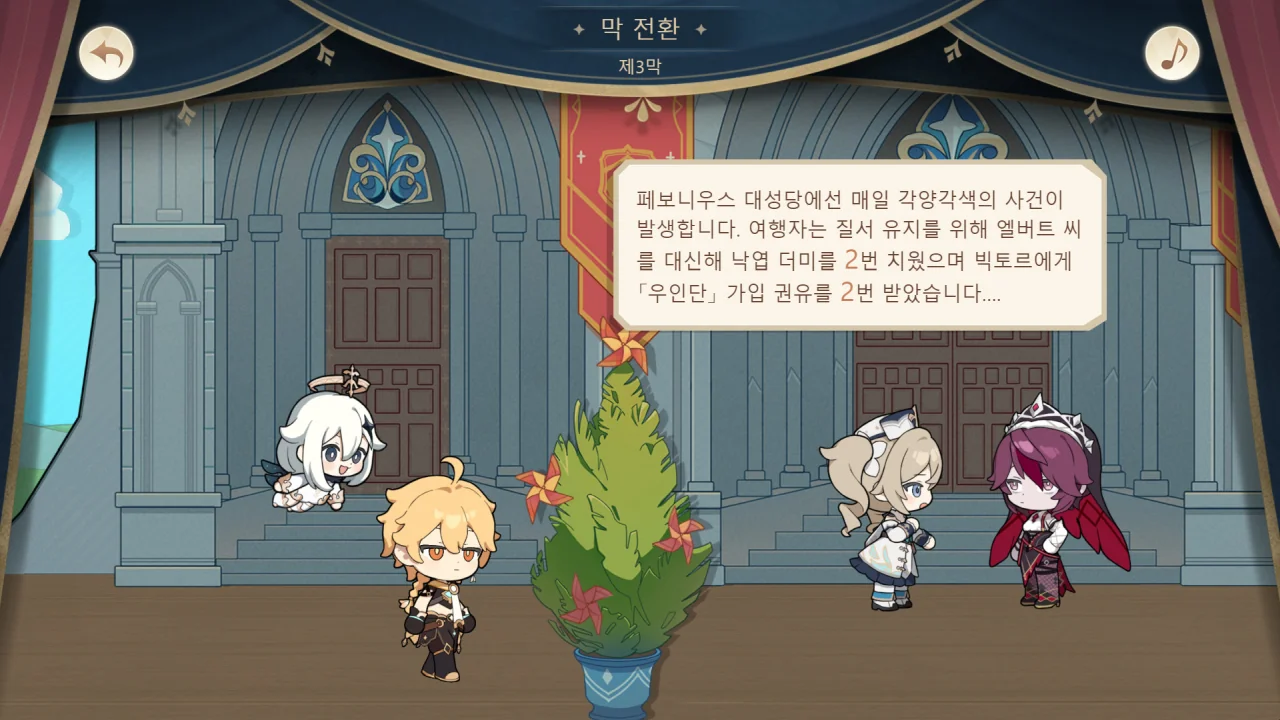 막 전환
제3막
페보니우스 대성당에선 매일 각양각색의 사건이
발생합니다. 여행자는 질서 유지를 위해 엘버트 씨
를 대신해 낙엽 더미를 2번 치웠으며 빅토르에게
「우인단」 가입 권유를 2번 받았습니다....